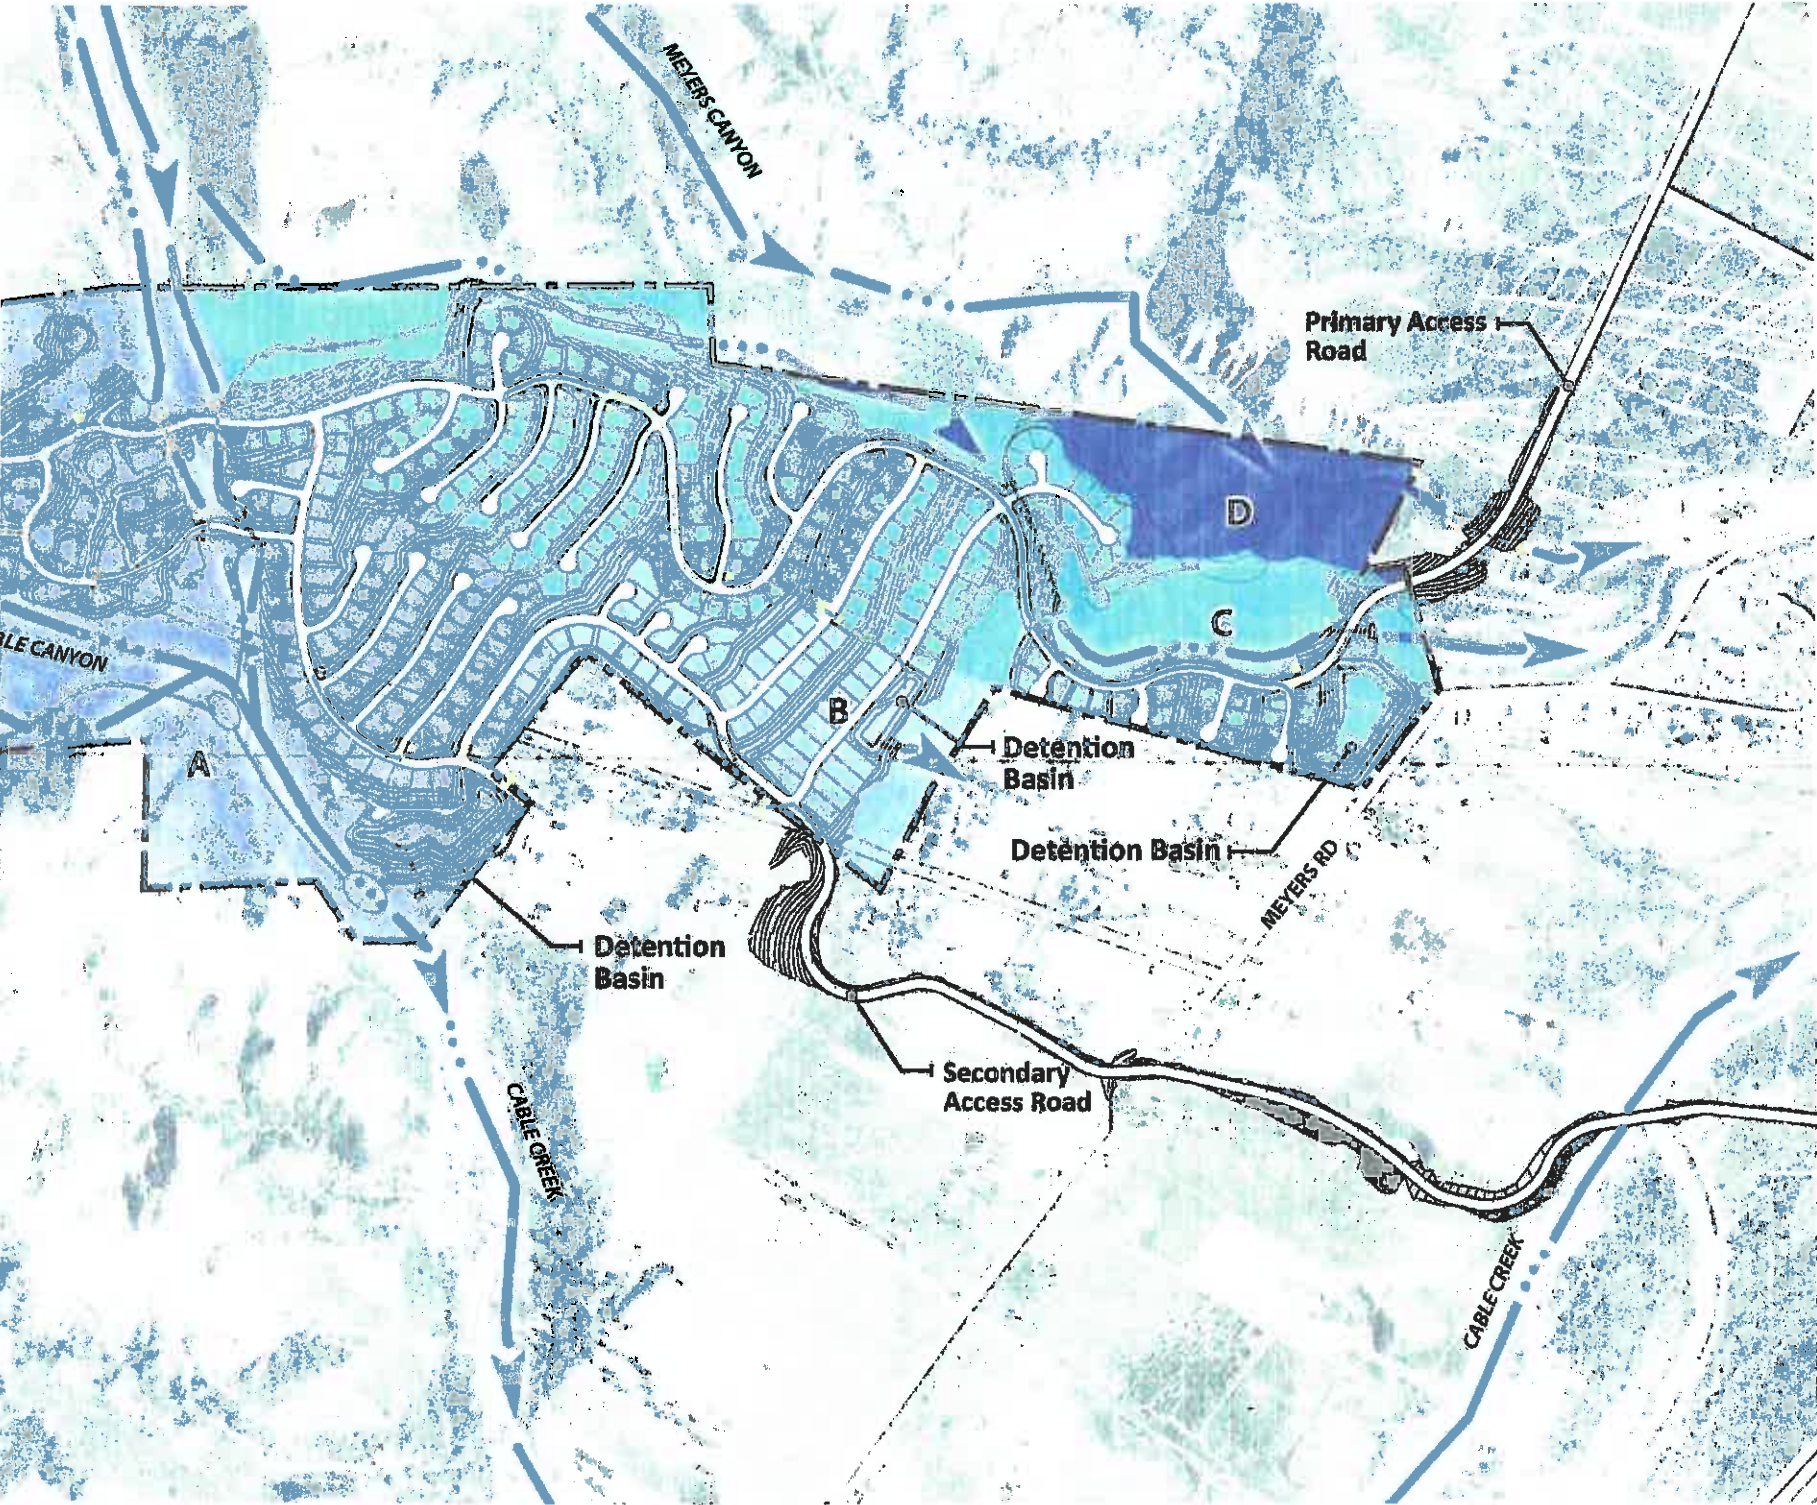 MEYERS CANYON
Primary Access
Road
D
C
BLE CANYON
B
A
Detention
Basin
Detention Basin
MEYERS RD
Detention
Basin
Secondary
Access Road
CABLE CREEK
CABLE CREEK